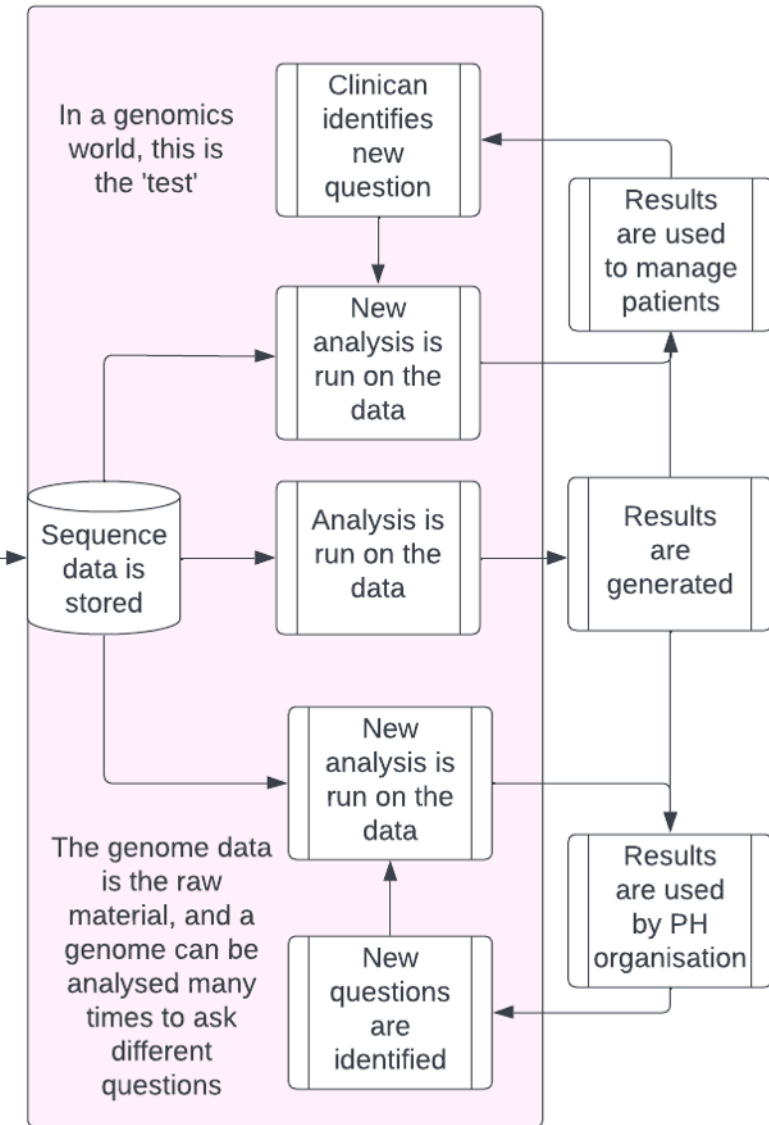 In a genomics
world, this is
the 'test'
Clinican
identifies
new
question
Results
are used
to manage
patients
New
analysis is
run on the
data
Sequence
data is
stored
Analysis is
run on the
data
Results
are
generated
New
analysis is
run on the
data
The genome data
is the raw
material, and a
genome can be
analysed many
times to ask
different
questions
Results
are used
by PH
organisation
New
questions
are
identified